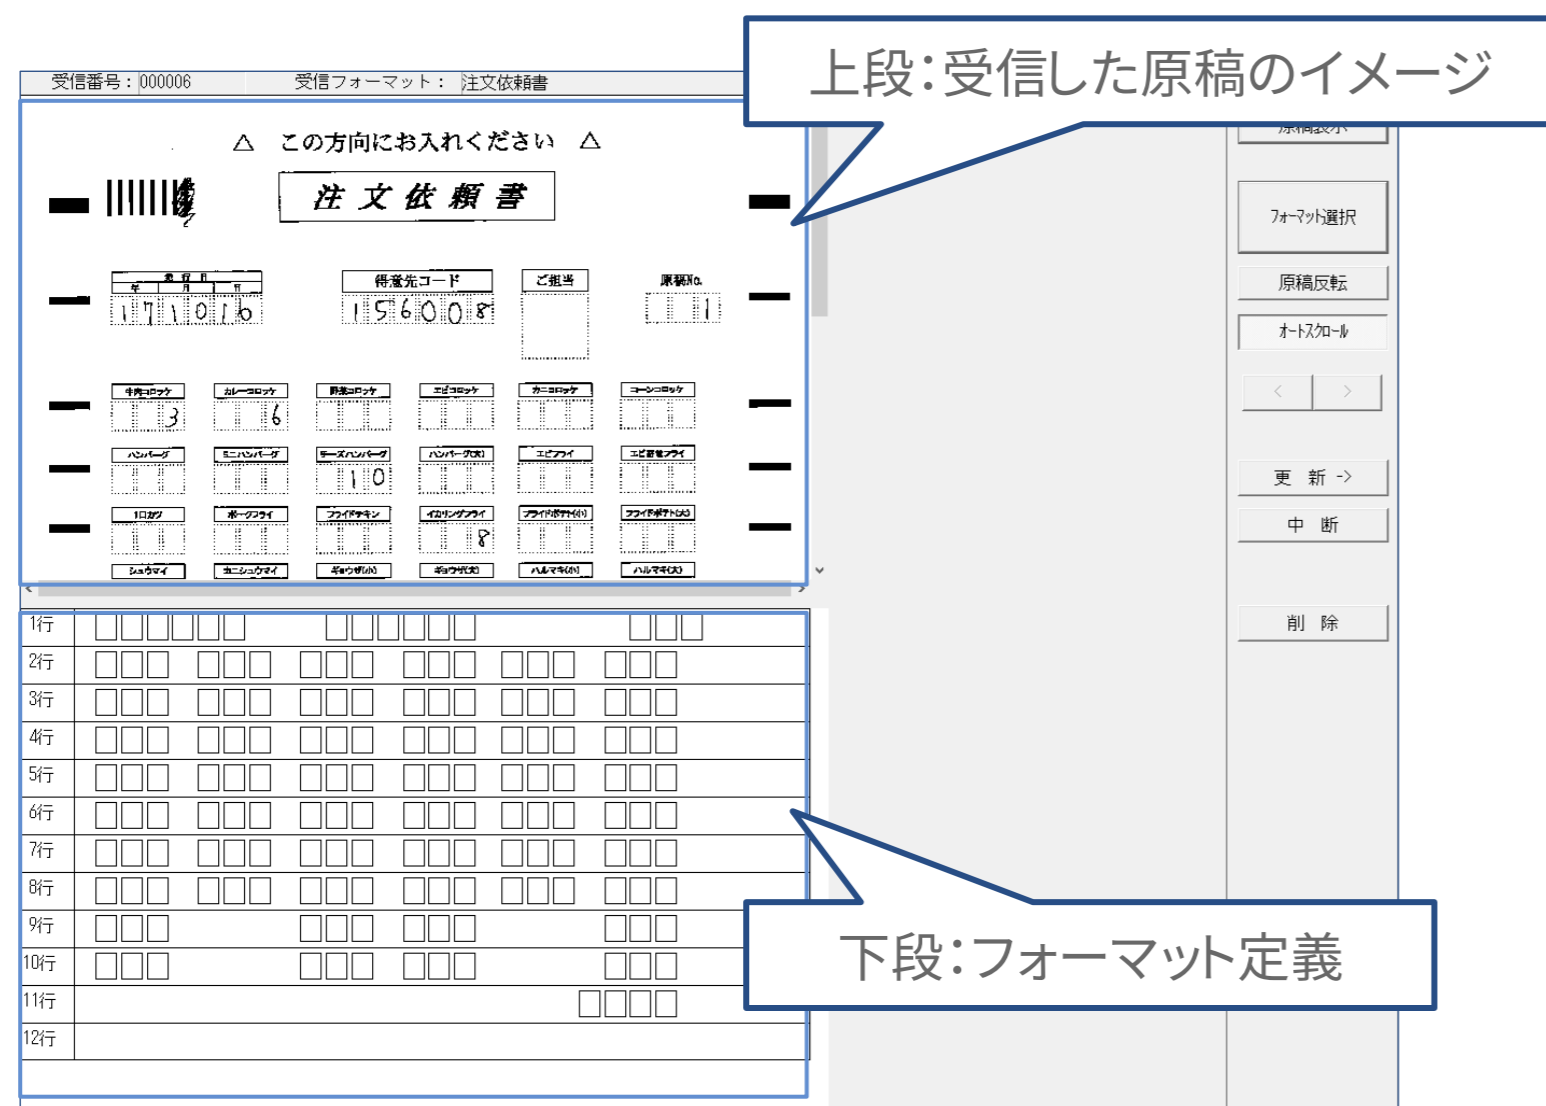 上段：受信した原稿のイメージ
受信番号：000006 受信フォーマット： 注文依頼書
原稿表示
△ この方向にお入れください △
注文依頼書
フォーマット選択
発行日
年 月 日
得意先コード
ご担当
原稿No.
原稿反転
171016
156008
1
オートスクロール
牛肉コロッケ カレーコロッケ 野菜コロッケ エビコロッケ カニコロッケ コーンコロッケ
< >
3 6
ハンバーグ ミニハンバーグ チーズハンバーグ ハンバーグ(大) エビフライ
10
更 新 ->
1口カツ ポークフライ フライドチキン イカリングフライ フライドポテト(小) フライドポテト(大)
中 断
8
シュウマイ カニシュウマイ ギョウザ(小) ギョウザ(大) ハルマキ(小) ハルマキ(大)
1行
削 除
2行
3行
4行
5行
6行
7行
8行
9行
下段：フォーマット定義
10行
11行
12行